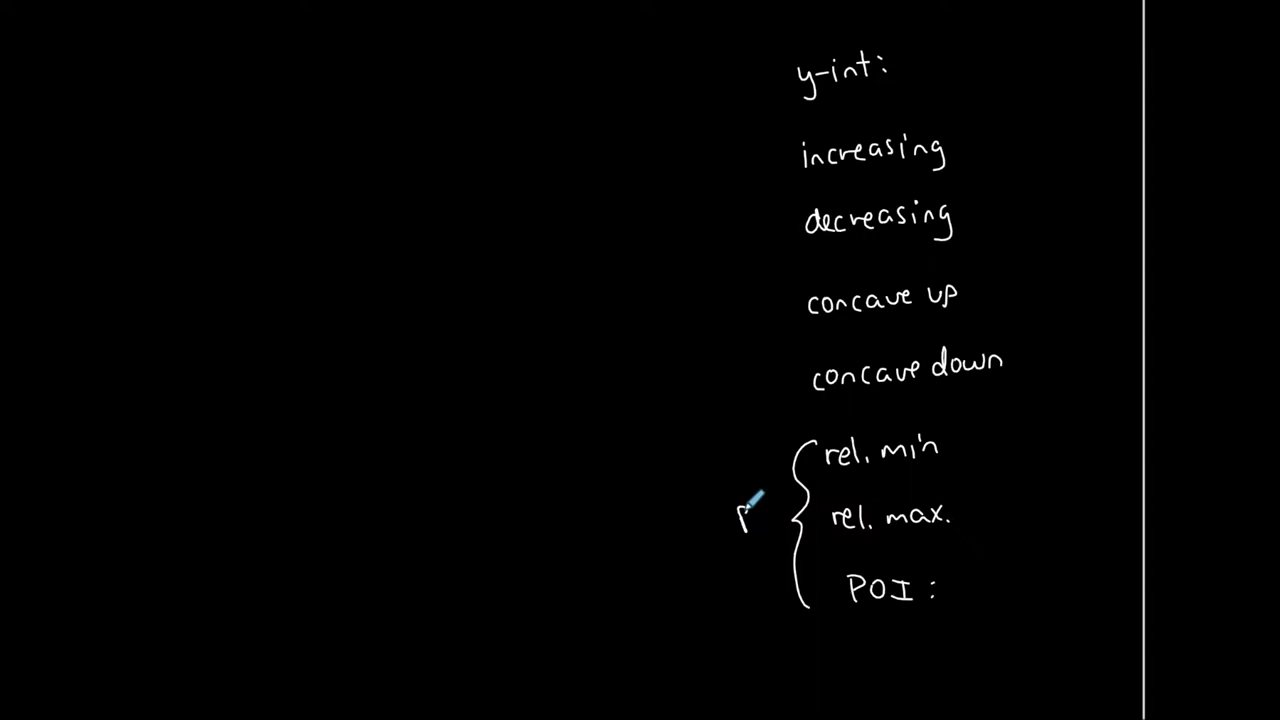 y-int:
increasing
decreasing
concave up
concave down
rel. min
rel. max.
POI :